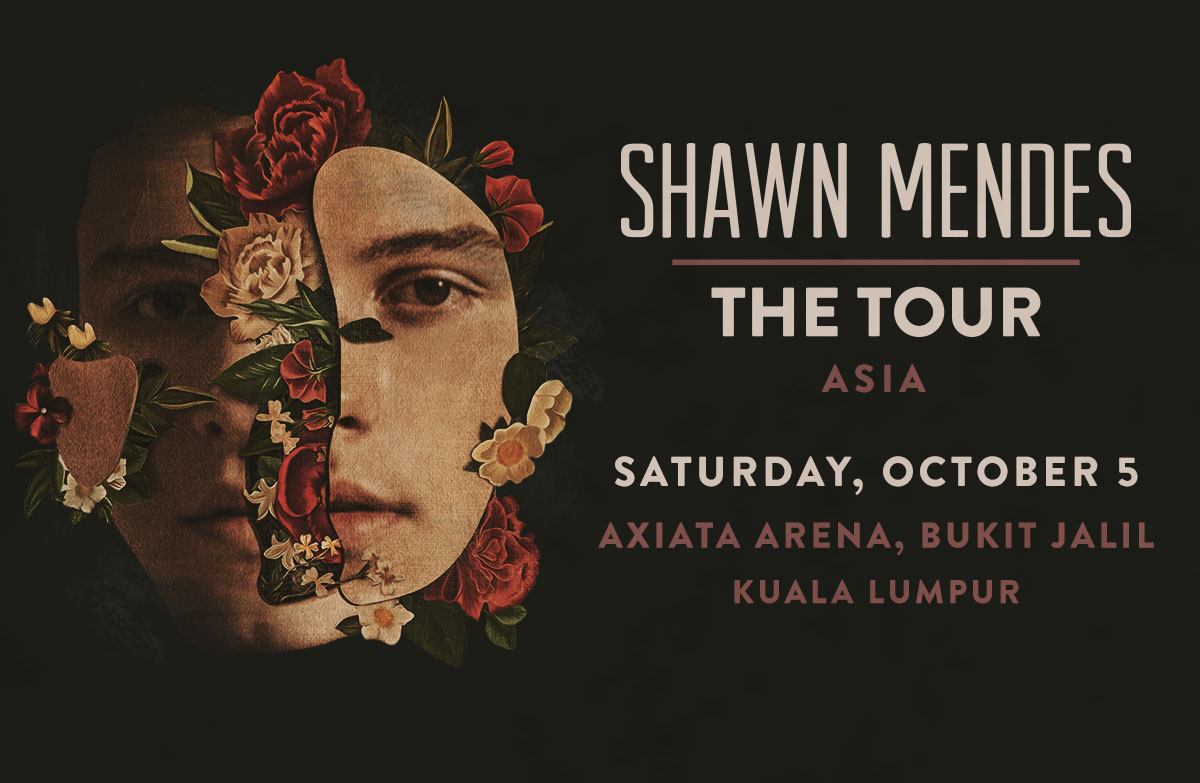 SHAWN MENDES
THE TOUR
ASIA
SATURDAY, OCTOBER 5
AXIATA ARENA, BUKIT JALIL
KUALA LUMPUR